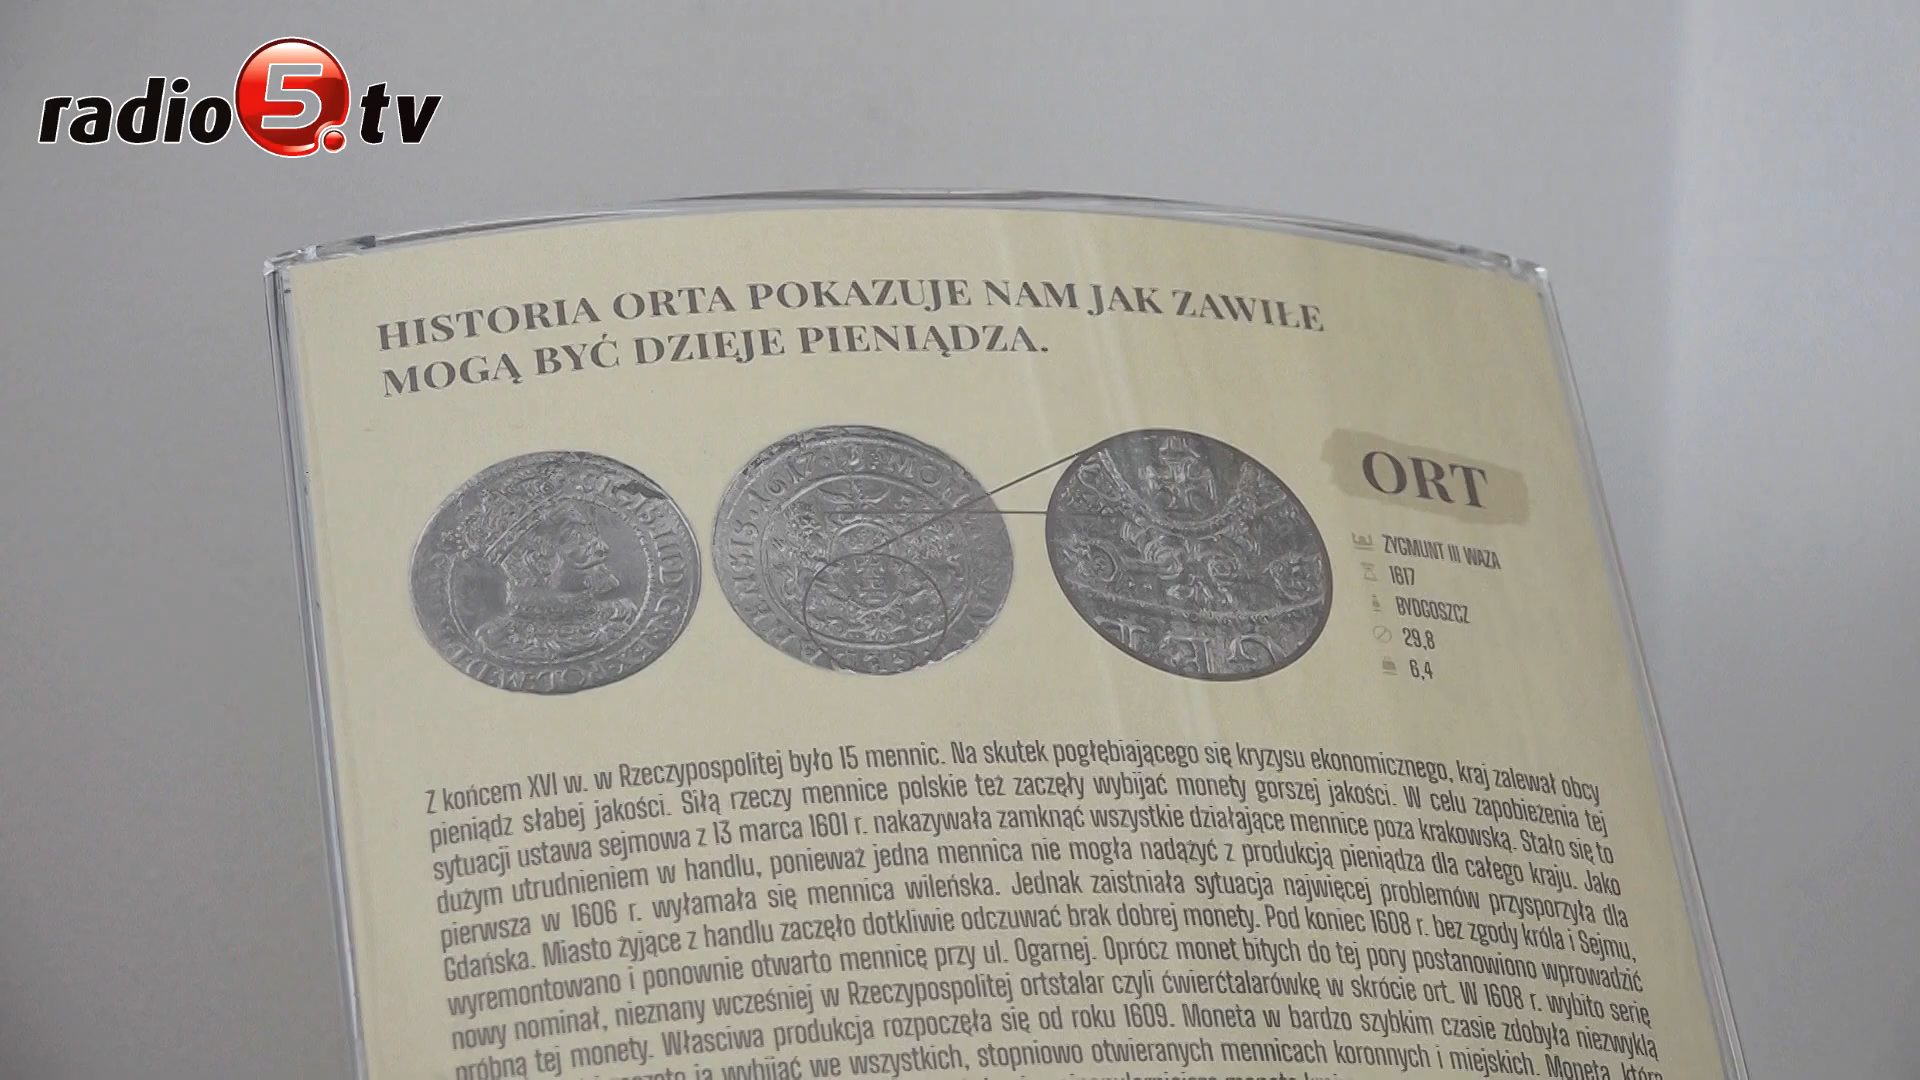 radio 5.tv
HISTORIA ORTA POKAZUJE NAM JAK ZAWIŁE
MOGĄ BYĆ DZIEJE PIENIĄDZA.
ORT
ZYGMUNT III WAZA
1617
BYDGOSZCZ
29,8
6,4
Z końcem XVI w. w Rzeczypospolitej było 15 mennic. Na skutek pogłębiającego się kryzysu ekonomicznego, kraj zalewał obcy
pieniądz słabej jakości. Siłą rzeczy mennice polskie też zaczęły wybijać monety gorszej jakości. W celu zapobieżenia tej
sytuacji ustawa sejmowa z 13 marca 1601 r. nakazywała zamknąć wszystkie działające mennice poza krakowską. Stało się to
dużym utrudnieniem w handlu, ponieważ jedna mennica nie mogła nadążyć z produkcją pieniądza dla całego kraju. Jako
pierwsza w 1606 r. wyłamała się mennica wileńska. Jednak zaistniała sytuacja najwięcej problemów przysporzyła dla
Gdańska. Miasto żyjące z handlu zaczęło dotkliwie odczuwać brak dobrej monety. Pod koniec 1608 r. bez zgody króla i Sejmu,
wyremontowano i ponownie otwarto mennicę przy ul. Ogarnej. Oprócz monet bitych do tej pory postanowiono wprowadzić
nowy nominał, nieznany wcześniej w Rzeczypospolitej ortstalar czyli ćwierćtalarówkę w skrócie ort. W 1608 r. wybito serię
próbną tej monety. Własciwa produkcja rozpoczęła się od roku 1609. Moneta w bardzo szybkim czasie zdobyła niezwykłą
ją wybijać we wszystkich, stopniowo otwieranych mennicach koronnych i miejskich. Moneta, która